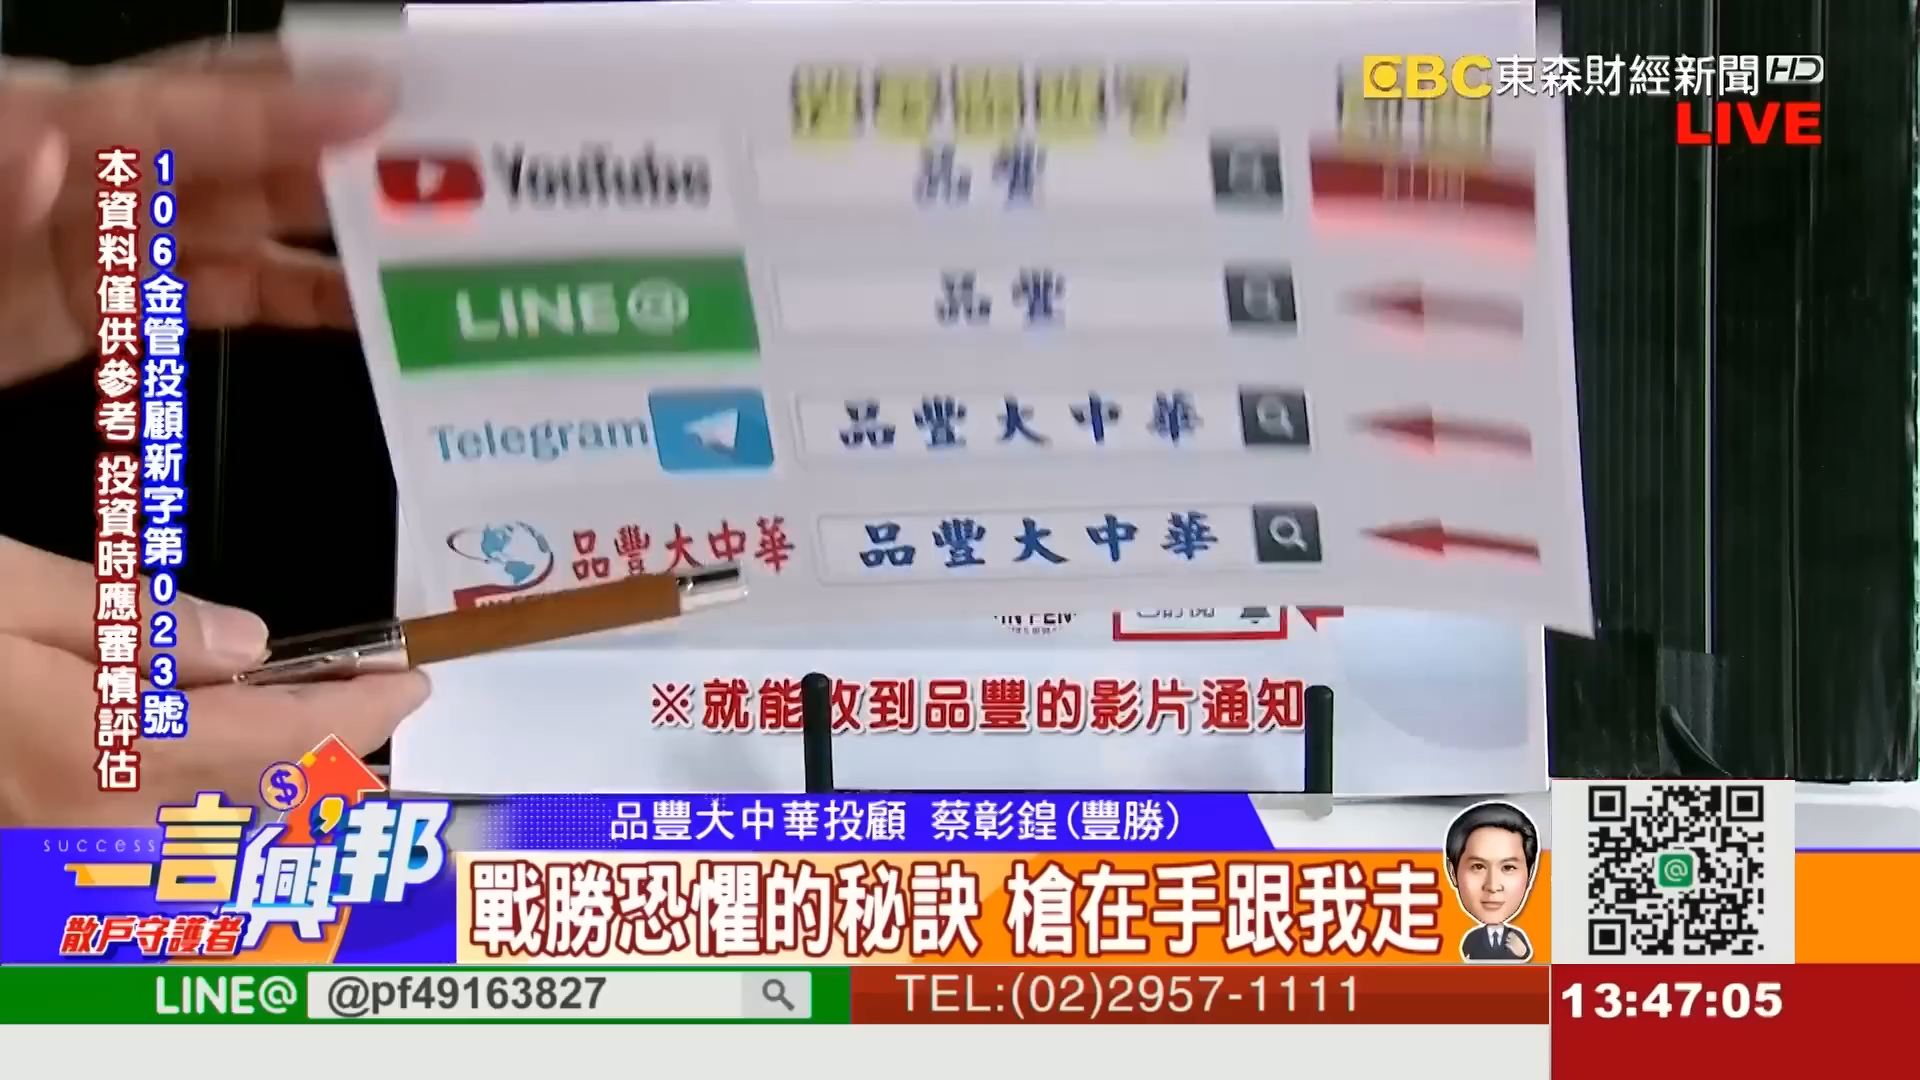 EBC東森財經新聞HD
LIVE
106金管投顧新字第023號
本資料僅供參考 投資時應審慎評估
YouTube
品豐
LINE@
品豐
Telegram
品豐大中華
品豐大中華
品豐大中華
※就能收到品豐的影片通知
success
一言興邦
散戶守護者
品豐大中華投顧 蔡彰鍠(豐勝)
戰勝恐懼的秘訣 槍在手跟我走
LINE@ @pf49163827
TEL:(02)2957-1111
13:47:05